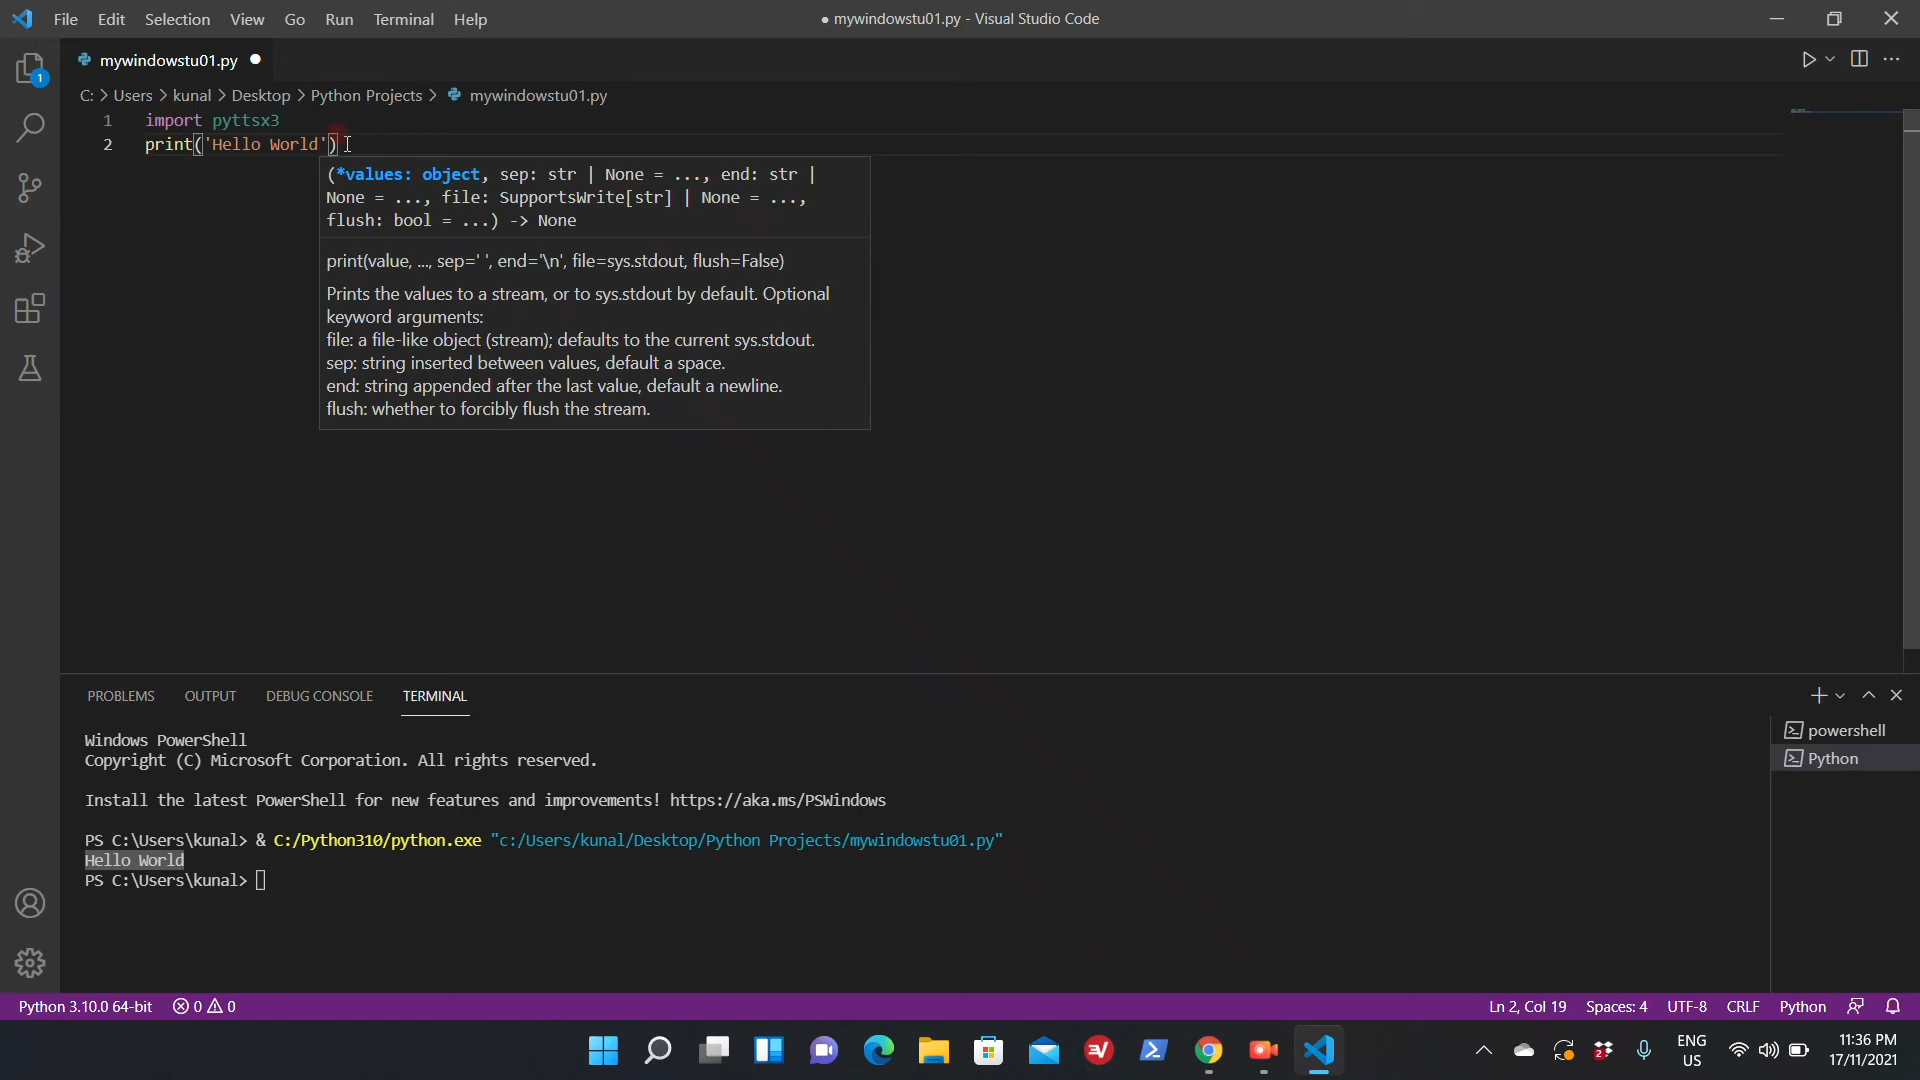 File Edit Selection View Go Run Terminal Help
● mywindowstu01.py - Visual Studio Code
mywindowstu01.py ●
1
C: > Users > kunal > Desktop > Python Projects > mywindowstu01.py
1 import pyttsx3
2 print('Hello World')
(*values: object, sep: str | None = ..., end: str |
None = ..., file: SupportsWrite[str] | None = ...,
flush: bool = ...) -> None
print(value, ..., sep=' ', end='\n', file=sys.stdout, flush=False)
Prints the values to a stream, or to sys.stdout by default. Optional
keyword arguments:
file: a file-like object (stream); defaults to the current sys.stdout.
sep: string inserted between values, default a space.
end: string appended after the last value, default a newline.
flush: whether to forcibly flush the stream.
PROBLEMS OUTPUT DEBUG CONSOLE TERMINAL
Windows PowerShell
Copyright (C) Microsoft Corporation. All rights reserved.
Install the latest PowerShell for new features and improvements! https://aka.ms/PSWindows
PS C:\Users\kunal> & C:/Python310/python.exe "c:/Users/kunal/Desktop/Python Projects/mywindowstu01.py"
Hello World
PS C:\Users\kunal>
powershell
Python
Python 3.10.0 64-bit 0 0
Ln 2, Col 19 Spaces: 4 UTF-8 CRLF Python
2
ENG
US
11:36 PM
17/11/2021